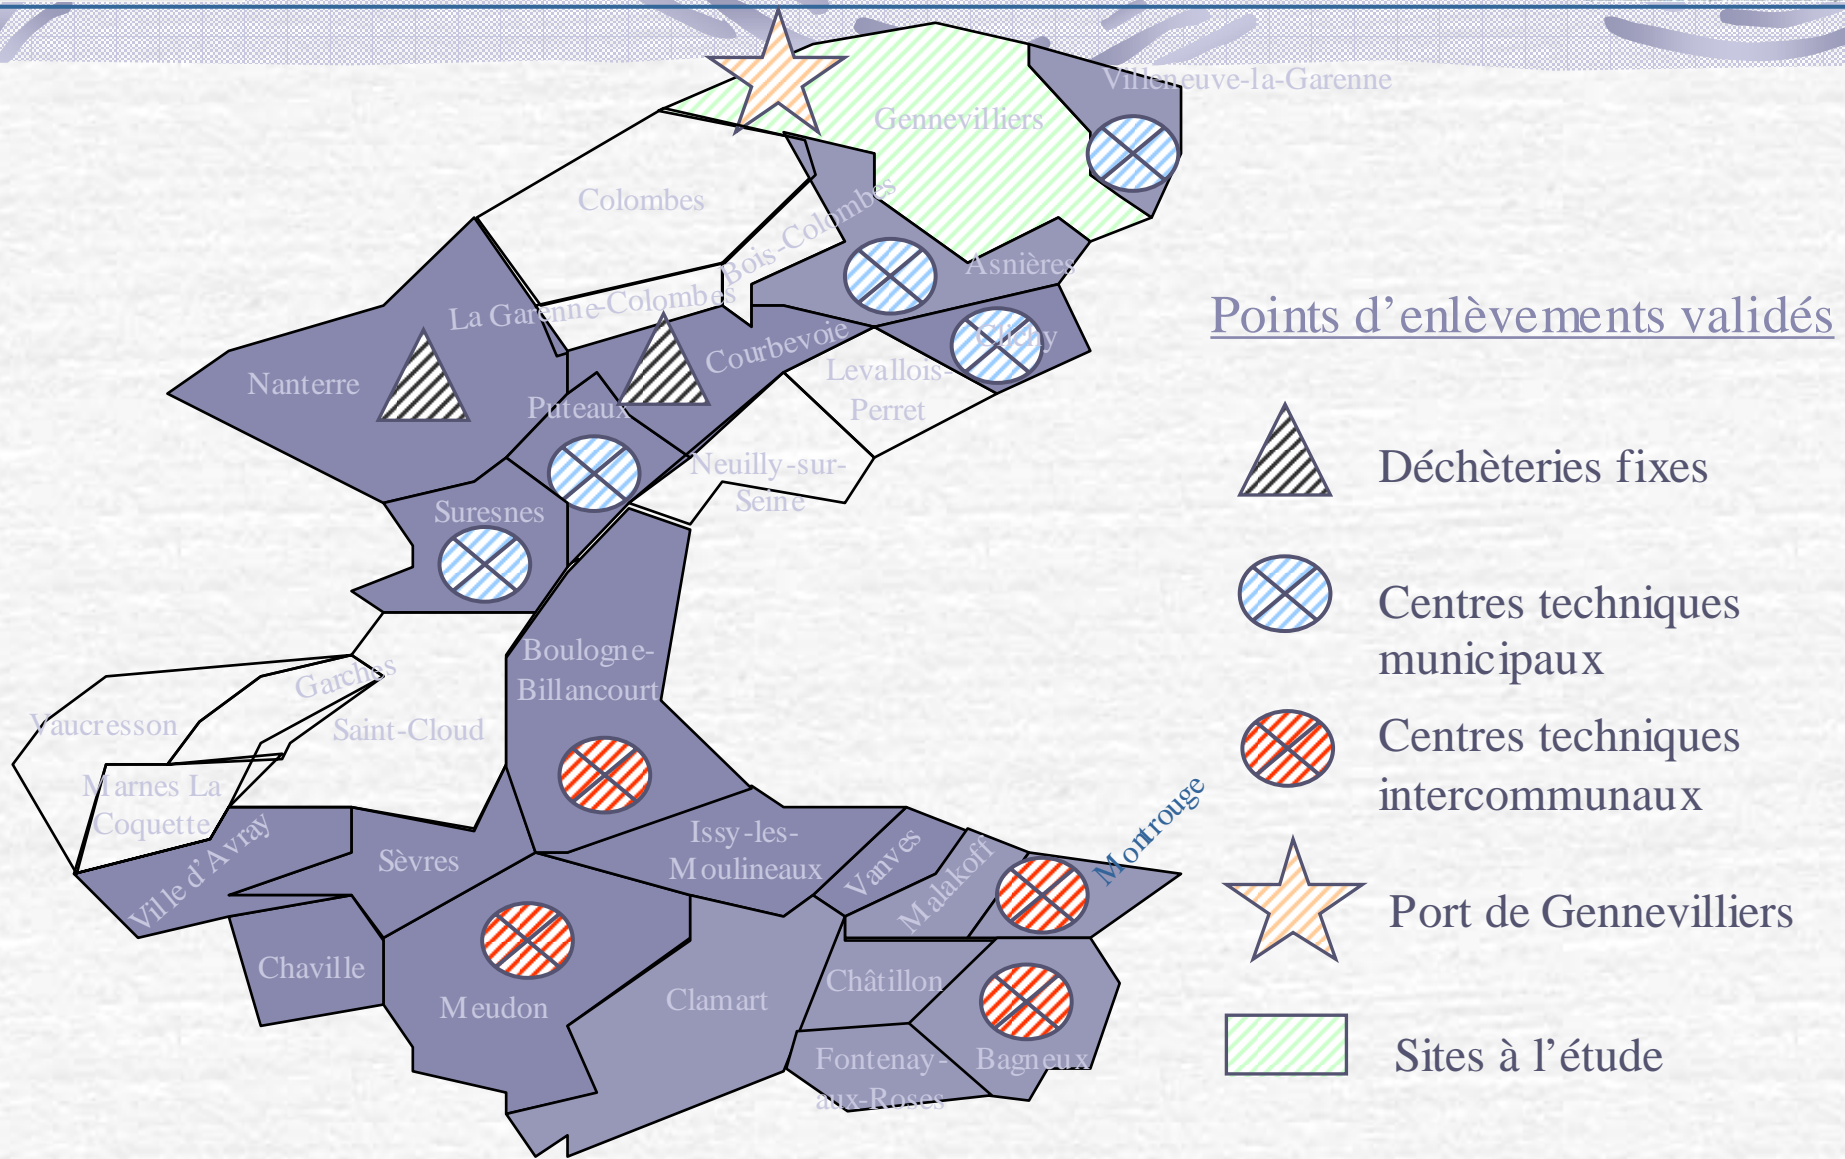 Villeneuve-la-Garenne
Gennevilliers
Colombes
Bois-Colombes
Asnières
La Garenne-Colombes
Courbevoie
Clichy
Nanterre
Levallois-
Perret
Puteaux
Neuilly-sur-
Seine
Suresnes
Boulogne-
Billancourt
Garches
Vaucresson
Saint-Cloud
Marnes La
Coquette
Ville d’Avray
Sèvres
Issy-les-
Moulineaux
Vanves
Malakoff
Montrouge
Chaville
Meudon
Clamart
Châtillon
Fontenay-
aux-Roses
Bagneux
Points d’enlèvements validés
Déchèteries fixes
Centres techniques
municipaux
Centres techniques
intercommunaux
Port de Gennevilliers
Sites à l’étude